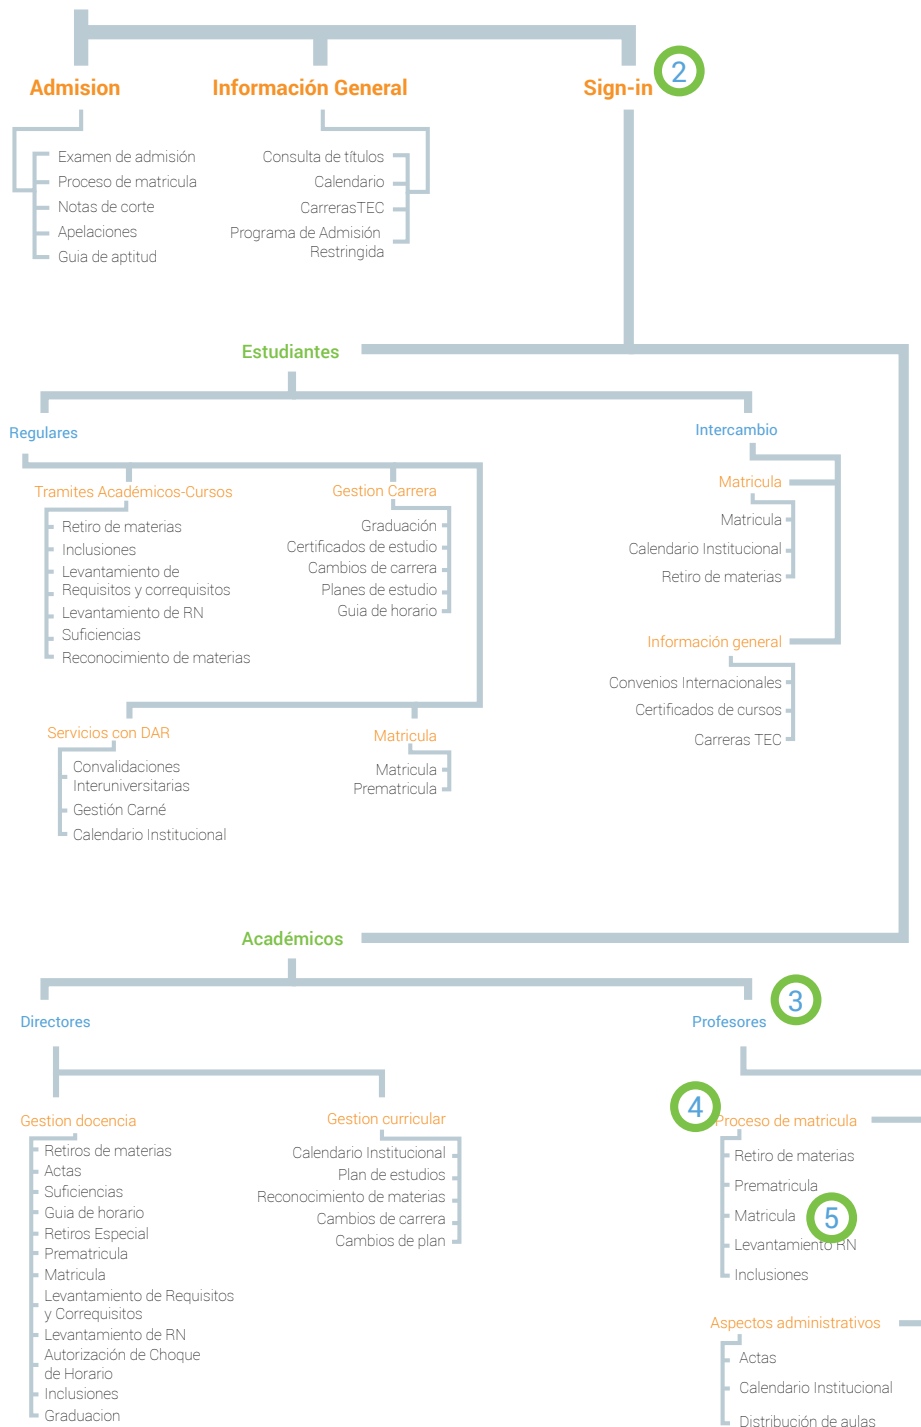 Admision
Información General
Sign-in
2
Examen de admisión
Proceso de matricula
Notas de corte
Apelaciones
Guia de aptitud
Consulta de títulos
Calendario
CarrerasTEC
Programa de Admisión
Restringida
Estudiantes
Regulares
Intercambio
Tramites Académicos-Cursos
Retiro de materias
Inclusiones
Levantamiento de
Requisitos y correquisitos
Levantamiento de RN
Suficiencias
Reconocimiento de materias
Gestion Carrera
Graduación
Certificados de estudio
Cambios de carrera
Planes de estudio
Guia de horario
Matricula
Matricula
Calendario Institucional
Retiro de materias
Información general
Convenios Internacionales
Certificados de cursos
Carreras TEC
Servicios con DAR
Convalidaciones
Interuniversitarias
Gestión Carné
Calendario Institucional
Matricula
Matricula
Prematricula
Académicos
Directores
Profesores
3
Gestion docencia
Retiros de materias
Actas
Suficiencias
Guia de horario
Retiros Especial
Prematricula
Matricula
Levantamiento de Requisitos
y Correquisitos
Levantamiento de RN
Autorización de Choque
de Horario
Inclusiones
Graduacion
Gestion curricular
Calendario Institucional
Plan de estudios
Reconocimiento de materias
Cambios de carrera
Cambios de plan
4
Proceso de matricula
Retiro de materias
Prematricula
Matricula
5
Levantamiento RN
Inclusiones
Aspectos administrativos
Actas
Calendario Institucional
Distribución de aulas